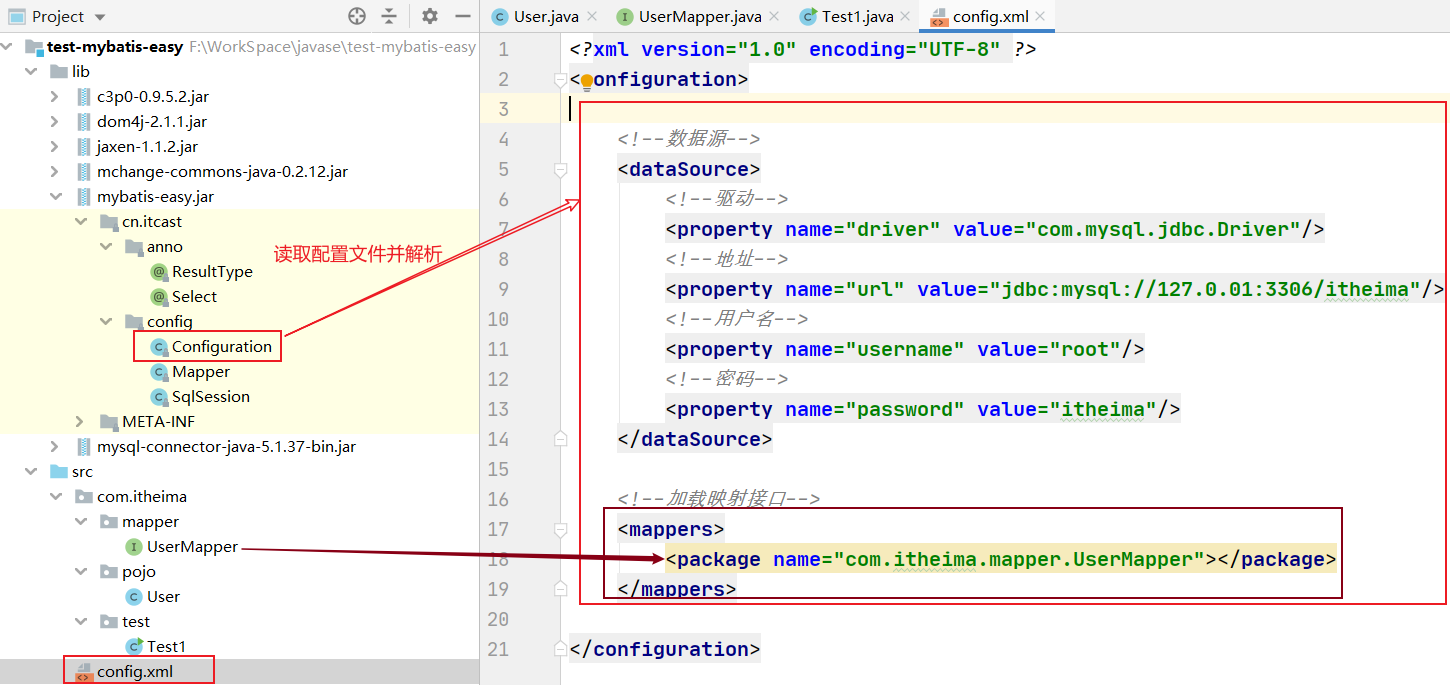 Project
test-mybatis-easy F:\WorkSpace\javase\test-mybatis-easy
lib
c3p0-0.9.5.2.jar
dom4j-2.1.1.jar
jaxen-1.1.2.jar
mchange-commons-java-0.2.12.jar
mybatis-easy.jar
cn.itcast
anno
ResultType
Select
config
Configuration
Mapper
SqlSession
META-INF
mysql-connector-java-5.1.37-bin.jar
src
com.itheima
mapper
UserMapper
pojo
User
test
Test1
config.xml
读取配置文件并解析
User.java
UserMapper.java
Test1.java
config.xml
1 <?xml version="1.0" encoding="UTF-8" ?>
2 <onfiguration>
3
4 <!--数据源-->
5 <dataSource>
6 <!--驱动-->
7 <property name="driver" value="com.mysql.jdbc.Driver"/>
8 <!--地址-->
9 <property name="url" value="jdbc:mysql://127.0.01:3306/itheima"/>
10 <!--用户名-->
11 <property name="username" value="root"/>
12 <!--密码-->
13 <property name="password" value="itheima"/>
14 </dataSource>
15
16 <!--加载映射接口-->
17 <mappers>
18 <package name="com.itheima.mapper.UserMapper"></package>
19 </mappers>
20
21 </configuration>